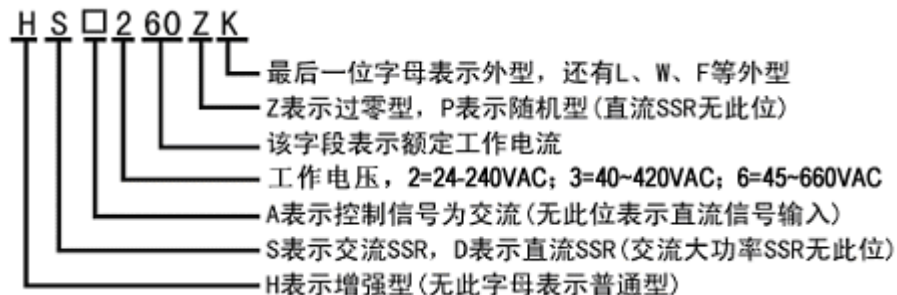 HS□260ZK
最后一位字母表示外型，还有L、W、F等外型
Z表示过零型，P表示随机型(直流SSR无此位)
该字段表示额定工作电流
工作电压，2=24-240VAC；3=40~420VAC；6=45~660VAC
A表示控制信号为交流(无此位表示直流信号输入)
S表示交流SSR，D表示直流SSR(交流大功率SSR无此位)
H表示增强型(无此字母表示普通型)